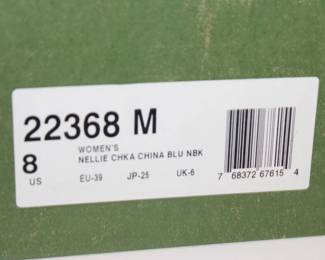 22368 M
8 WOMEN'S
NELLIE CHKA CHINA BLU NBK
US EU-39 JP-25 UK-6
7 68372 67615 4